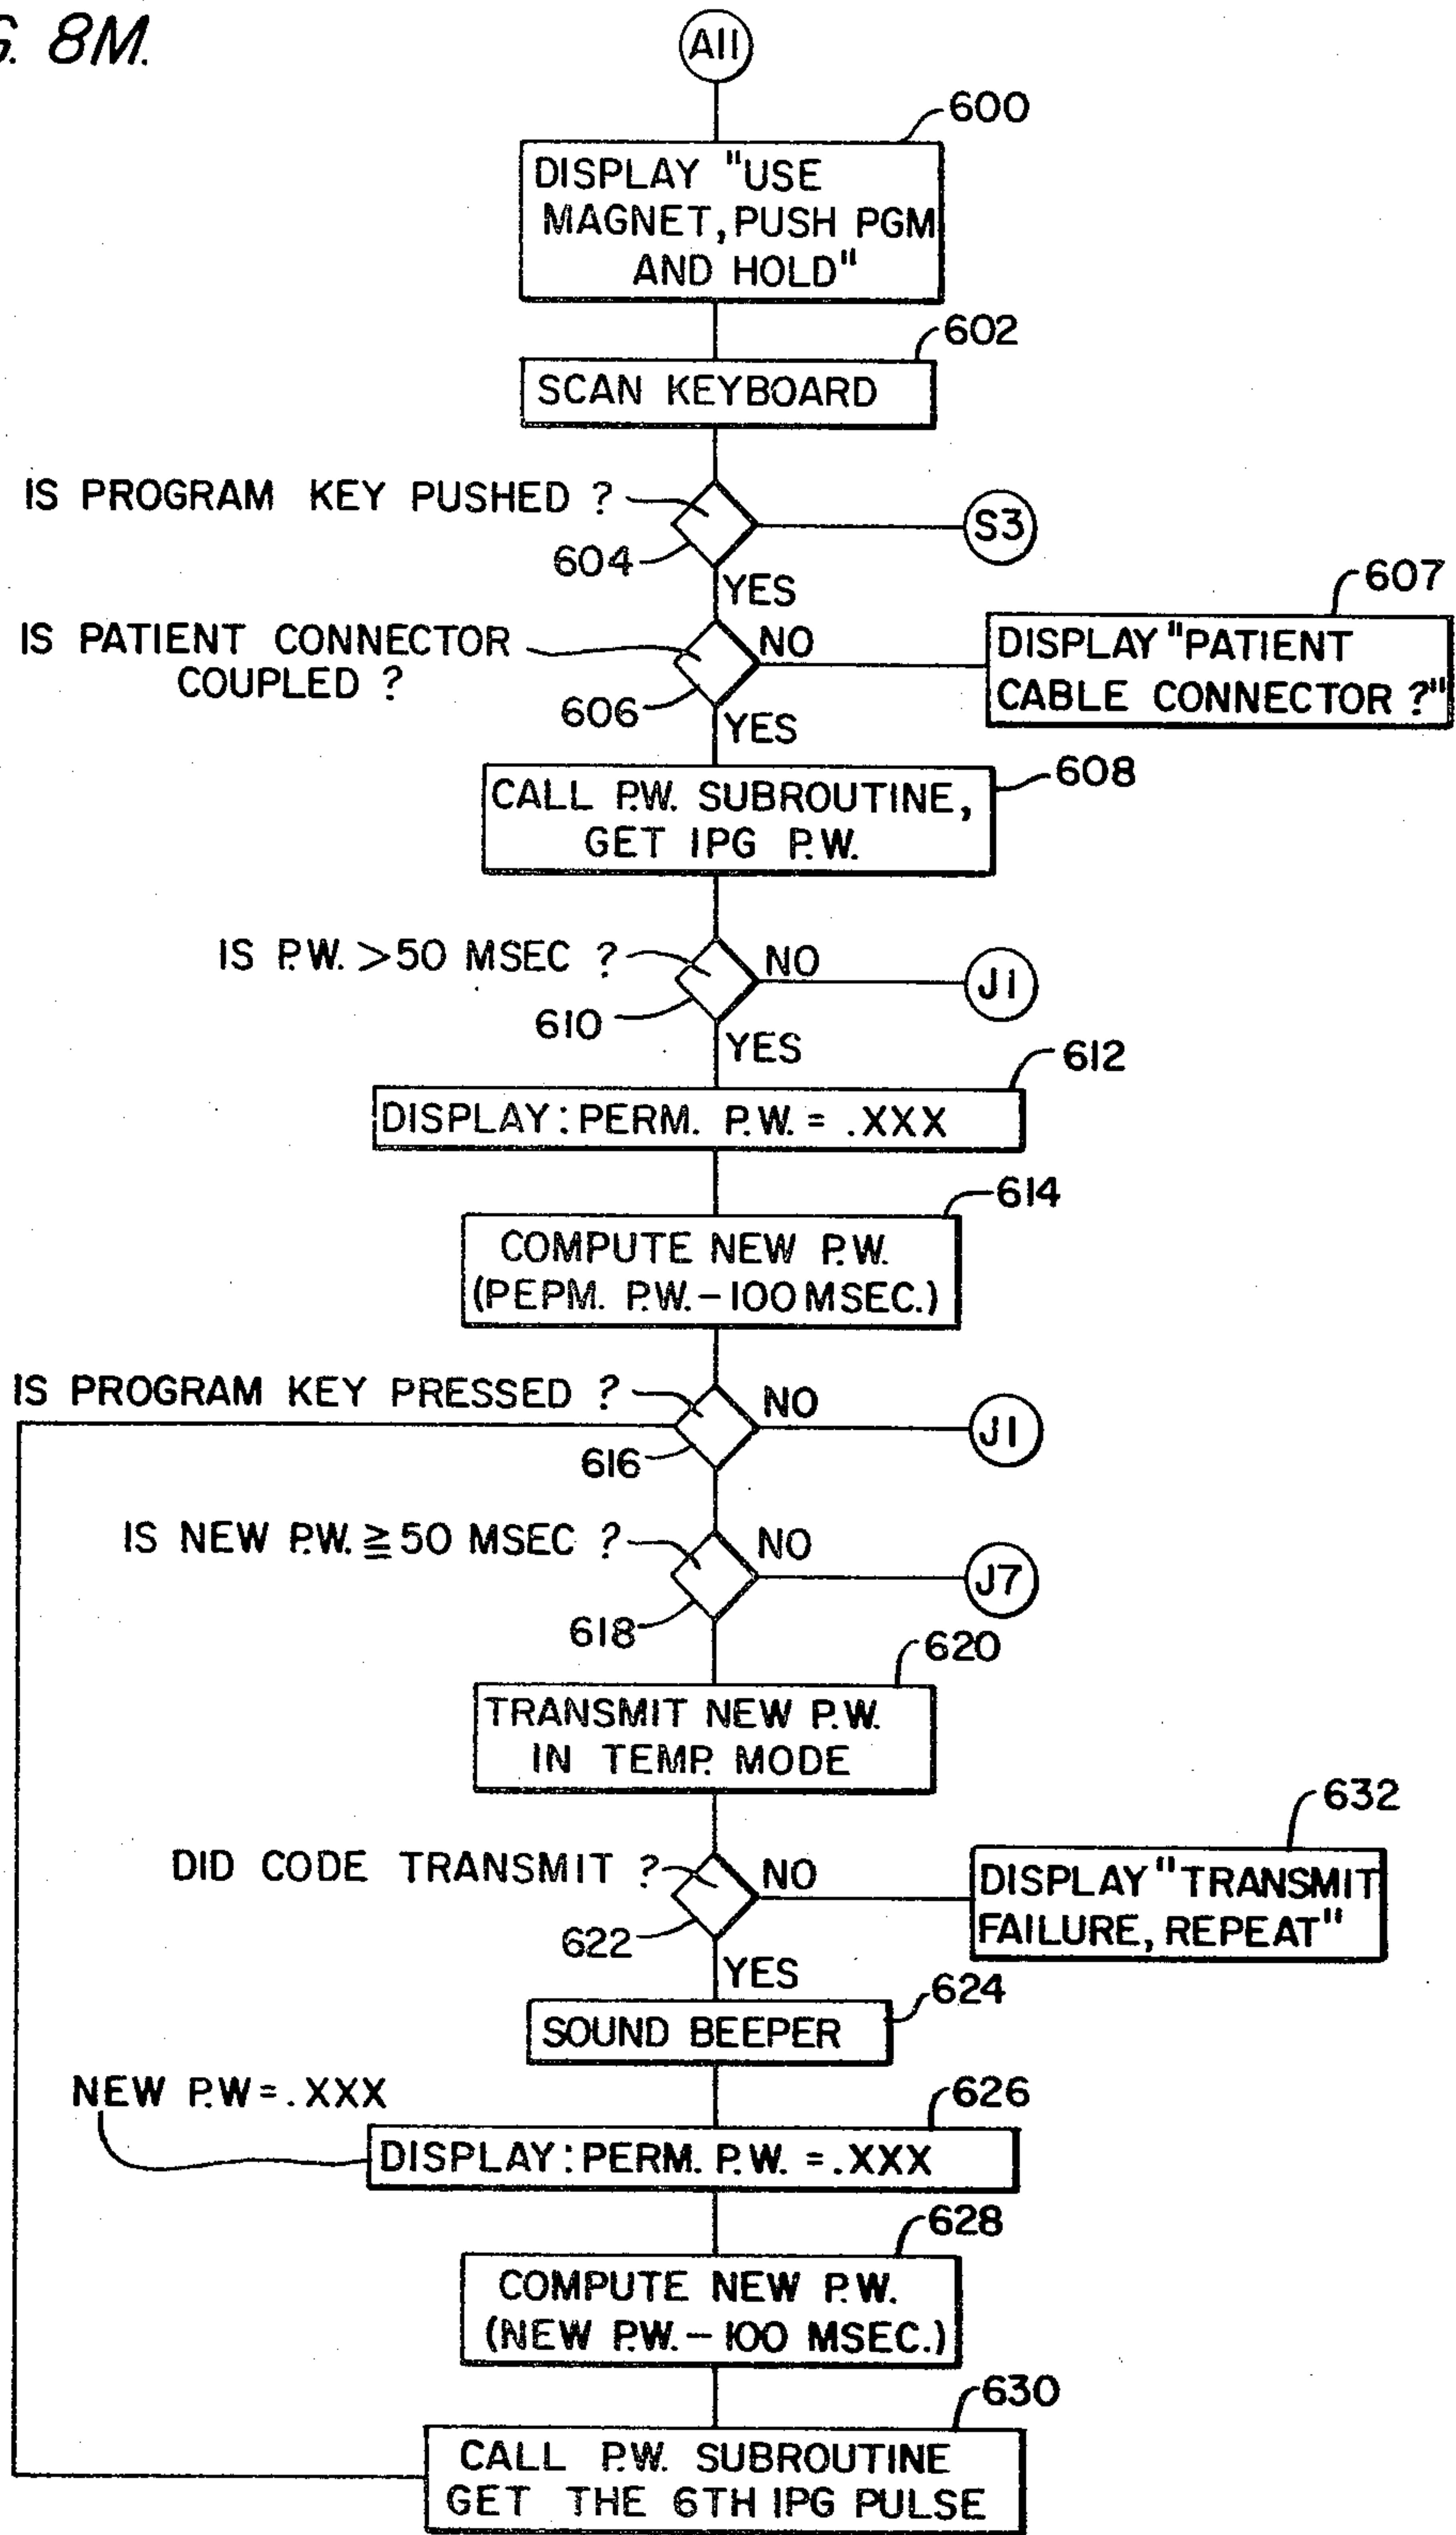 G. 8M.
A11
600
DISPLAY "USE
MAGNET, PUSH PGM
AND HOLD"
602
SCAN KEYBOARD
IS PROGRAM KEY PUSHED ?
604
S3
YES
607
IS PATIENT CONNECTOR
COUPLED ?
606
NO
DISPLAY "PATIENT
CABLE CONNECTOR ?"
YES
608
CALL P.W. SUBROUTINE,
GET IPG P.W.
IS P.W. >50 MSEC ?
610
NO
J1
YES
612
DISPLAY: PERM. P.W. = .XXX
614
COMPUTE NEW P.W.
(PEPM. P.W. – 100 MSEC.)
IS PROGRAM KEY PRESSED ?
616
NO
J1
IS NEW P.W. ≧ 50 MSEC ?
618
NO
J7
620
TRANSMIT NEW P.W.
IN TEMP. MODE
632
DID CODE TRANSMIT ?
622
NO
DISPLAY "TRANSMIT
FAILURE, REPEAT"
YES
624
SOUND BEEPER
NEW P.W = .XXX
626
DISPLAY: PERM. P.W. = .XXX
628
COMPUTE NEW P.W.
(NEW P.W. – 100 MSEC.)
630
CALL P.W. SUBROUTINE
GET THE 6TH IPG PULSE